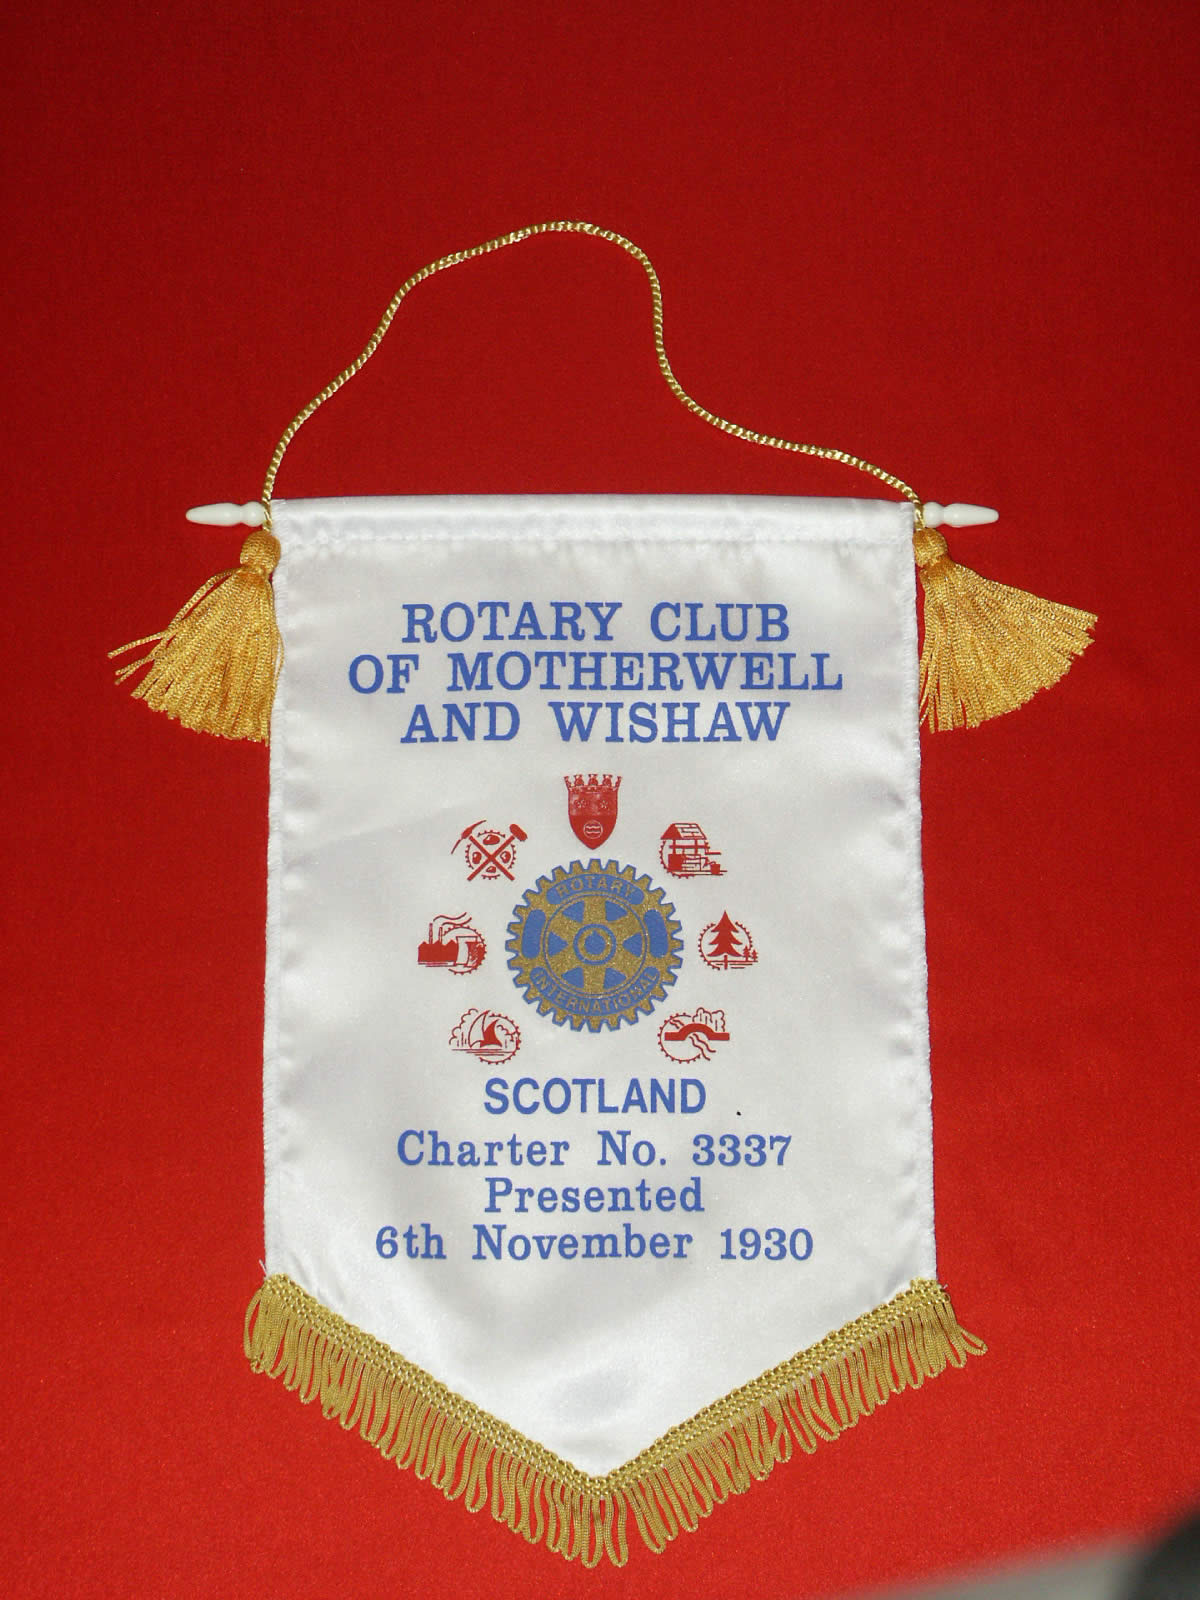 ROTARY CLUB
OF MOTHERWELL
AND WISHAW
ROTARY
INTERNATIONAL
SCOTLAND
Charter No. 3337
Presented
6th November 1930